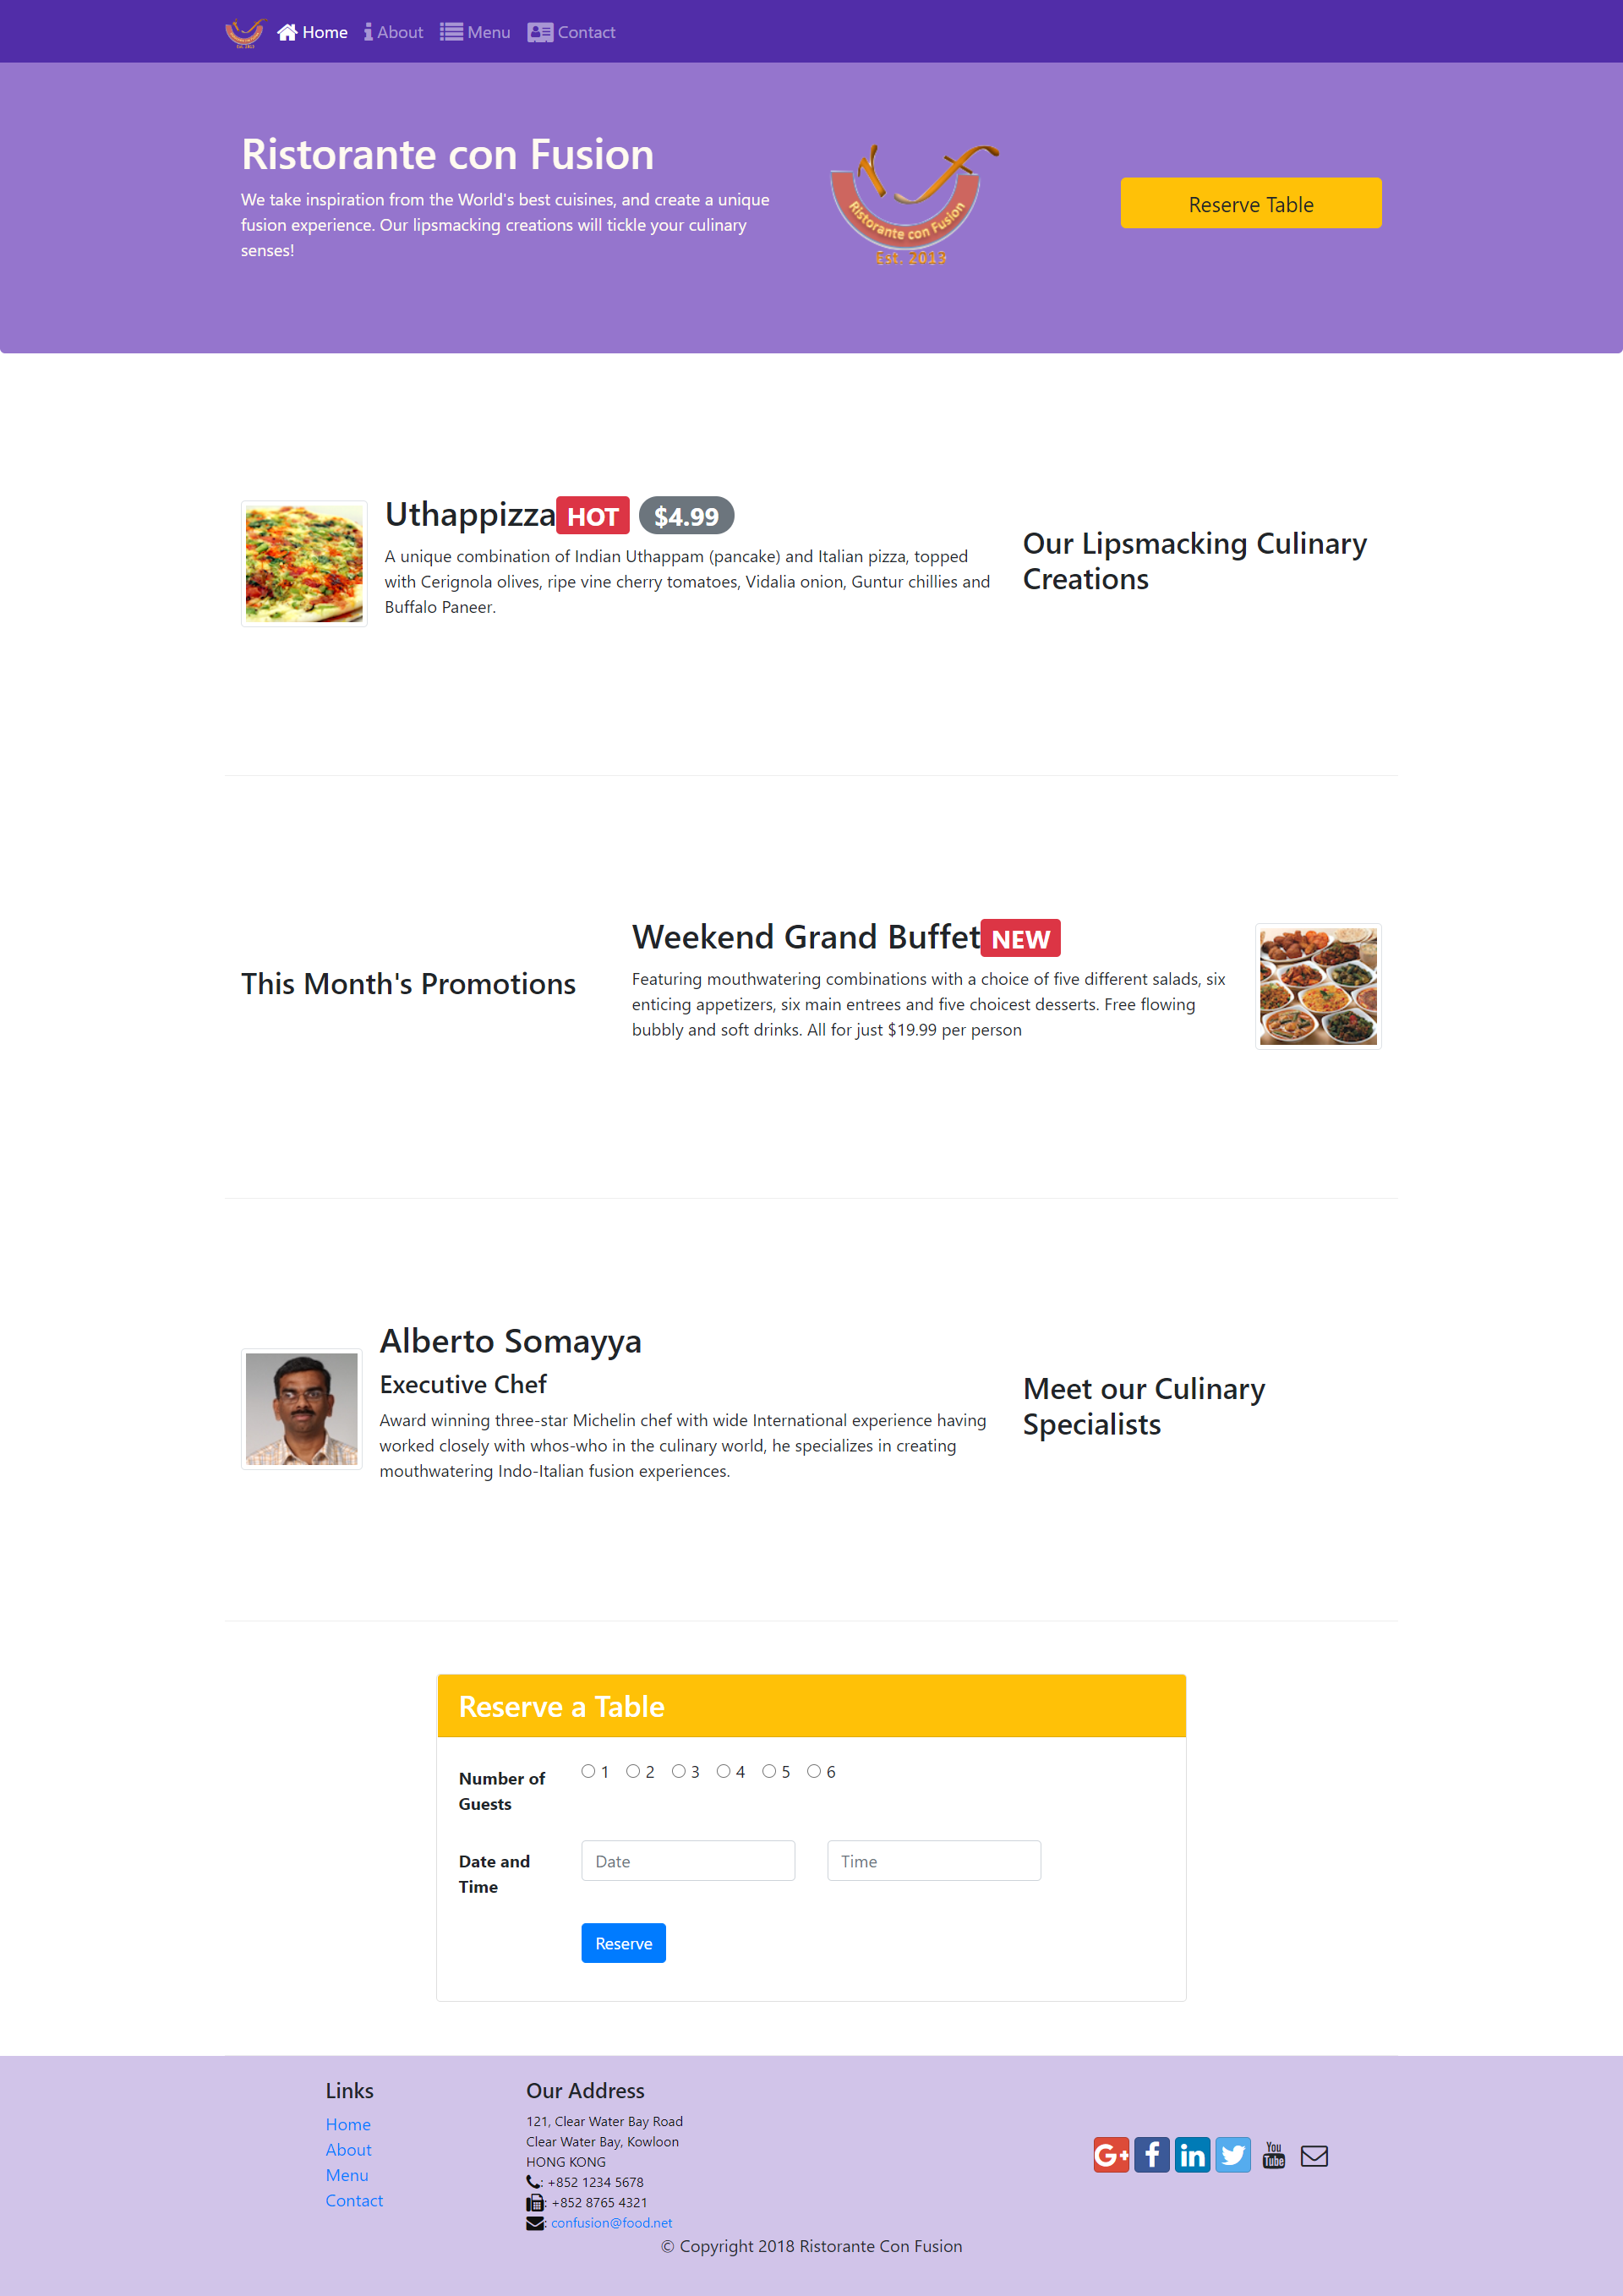 Home About Menu Contact
Ristorante con Fusion
We take inspiration from the World's best cuisines, and create a unique
fusion experience. Our lipsmacking creations will tickle your culinary
senses!
Ristorante con Fusion
Est. 2013
Reserve Table
Uthappizza HOT $4.99
A unique combination of Indian Uthappam (pancake) and Italian pizza, topped
with Cerignola olives, ripe vine cherry tomatoes, Vidalia onion, Guntur chillies and
Buffalo Paneer.
Our Lipsmacking Culinary
Creations
This Month's Promotions
Weekend Grand Buffet NEW
Featuring mouthwatering combinations with a choice of five different salads, six
enticing appetizers, six main entrees and five choicest desserts. Free flowing
bubbly and soft drinks. All for just $19.99 per person
Alberto Somayya
Executive Chef
Award winning three-star Michelin chef with wide International experience having
worked closely with whos-who in the culinary world, he specializes in creating
mouthwatering Indo-Italian fusion experiences.
Meet our Culinary
Specialists
Reserve a Table
Number of
Guests
1 2 3 4 5 6
Date and
Time
Date
Time
Reserve
Links
Home
About
Menu
Contact
Our Address
121, Clear Water Bay Road
Clear Water Bay, Kowloon
HONG KONG
: +852 1234 5678
: +852 8765 4321
: confusion@food.net
G+ f in You Tube
© Copyright 2018 Ristorante Con Fusion